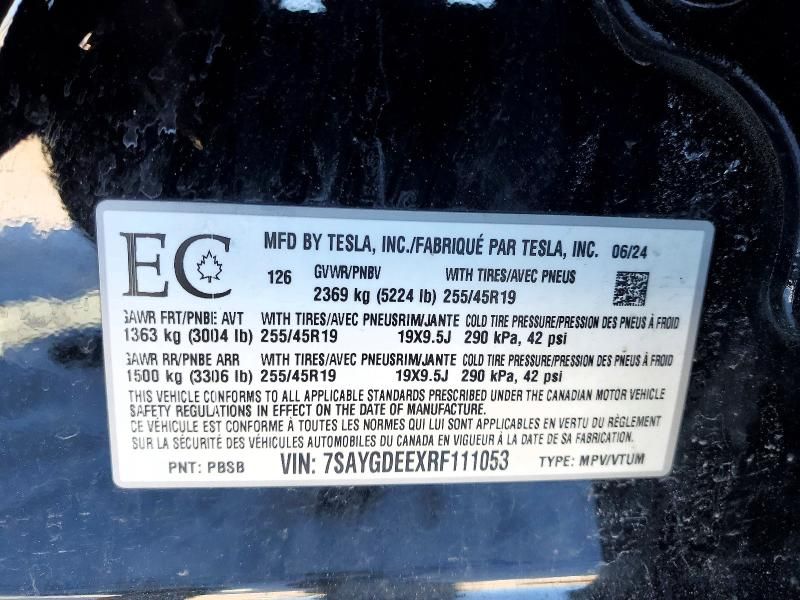 EC MFD BY TESLA, INC./FABRIQUÉ PAR TESLA, INC. 06/24
126 GVWR/PNBV WITH TIRES/AVEC PNEUS
2369 kg (5224 lb) 255/45R19
GAWR FRT/PNBE AVT WITH TIRES/AVEC PNEUS RIM/JANTE COLD TIRE PRESSURE/PRESSION DES PNEUS À FROID
1363 kg (3004 lb) 255/45R19 19X9.5J 290 kPa, 42 psi
GAWR RR/PNBE ARR WITH TIRES/AVEC PNEUS RIM/JANTE COLD TIRE PRESSURE/PRESSION DES PNEUS À FROID
1500 kg (3306 lb) 255/45R19 19X9.5J 290 kPa, 42 psi
THIS VEHICLE CONFORMS TO ALL APPLICABLE STANDARDS PRESCRIBED UNDER THE CANADIAN MOTOR VEHICLE
SAFETY REGULATIONS IN EFFECT ON THE DATE OF MANUFACTURE.
CE VÉHICULE EST CONFORME À TOUTES LES NORMES QUI LUI SONT APPLICABLES EN VERTU DU RÈGLEMENT
SUR LA SÉCURITÉ DES VÉHICULES AUTOMOBILES DU CANADA EN VIGUEUR À LA DATE DE SA FABRICATION.
PNT: PBSB VIN: 7SAYGDEEXRF111053 TYPE: MPV/VTUM